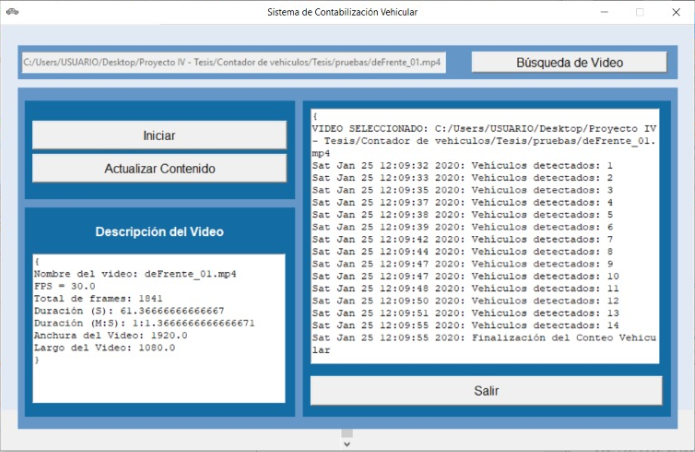 Sistema de Contabilización Vehicular
C:/Users/USUARIO/Desktop/Proyecto IV - Tesis/Contador de vehiculos/Tesis/pruebas/deFrente_01.mp4
Búsqueda de Video
Iniciar
Actualizar Contenido
Descripción del Video
{
Nombre del video: deFrente_01.mp4
FPS = 30.0
Total de frames: 1841
Duración (S): 61.36666666666667
Duración (M:S): 1:1.3666666666666671
Anchura del Video: 1920.0
Largo del Video: 1080.0
}
{
VIDEO SELECCIONADO: C:/Users/USUARIO/Desktop/Proyecto IV
- Tesis/Contador de vehiculos/Tesis/pruebas/deFrente_01.
mp4
Sat Jan 25 12:09:32 2020: Vehículos detectados: 1
Sat Jan 25 12:09:33 2020: Vehículos detectados: 2
Sat Jan 25 12:09:35 2020: Vehículos detectados: 3
Sat Jan 25 12:09:37 2020: Vehículos detectados: 4
Sat Jan 25 12:09:38 2020: Vehículos detectados: 5
Sat Jan 25 12:09:39 2020: Vehículos detectados: 6
Sat Jan 25 12:09:42 2020: Vehículos detectados: 7
Sat Jan 25 12:09:44 2020: Vehículos detectados: 8
Sat Jan 25 12:09:47 2020: Vehículos detectados: 9
Sat Jan 25 12:09:47 2020: Vehículos detectados: 10
Sat Jan 25 12:09:48 2020: Vehículos detectados: 11
Sat Jan 25 12:09:50 2020: Vehículos detectados: 12
Sat Jan 25 12:09:51 2020: Vehículos detectados: 13
Sat Jan 25 12:09:55 2020: Vehículos detectados: 14
Sat Jan 25 12:09:55 2020: Finalización del Conteo Vehicu
lar
Salir